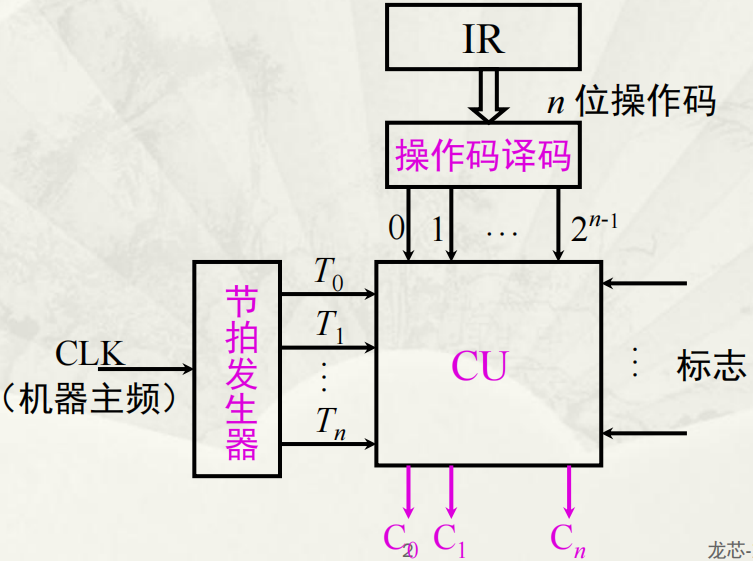 IR
n 位操作码
操作码译码
0 1 … 2^{n-1}
T_0
T_1
⋮
T_n
节拍发生器
CLK
（机器主频）
CU
⋮ 标志
C_0 C_1 C_n
2
龙芯-